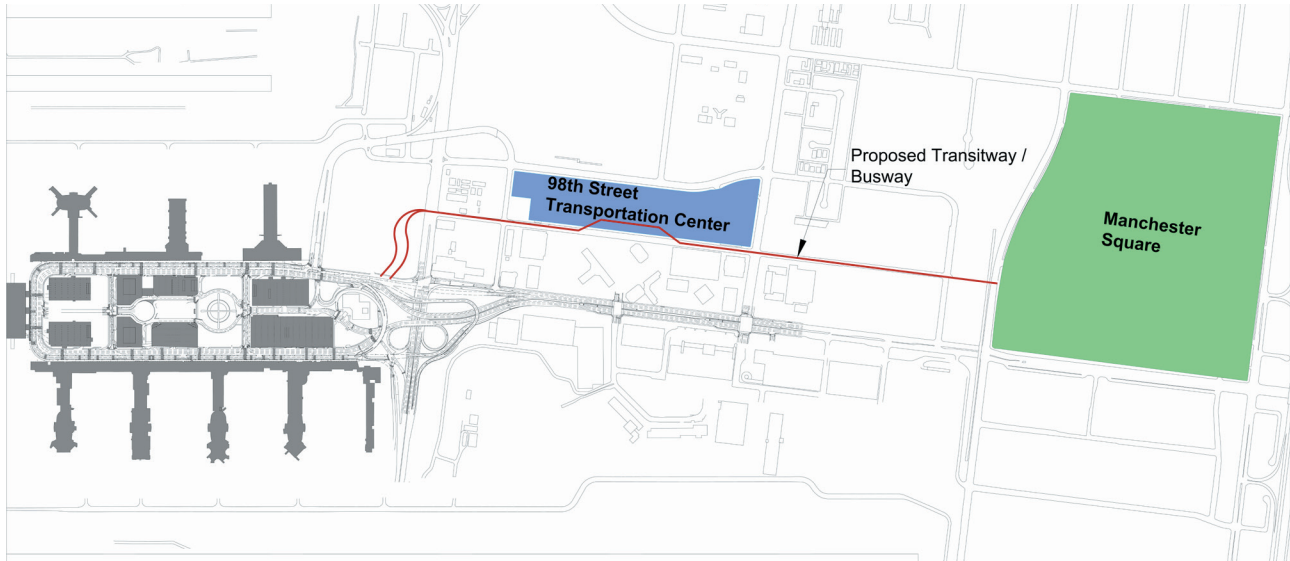 98th Street
Transportation Center
Proposed Transitway /
Busway
Manchester
Square